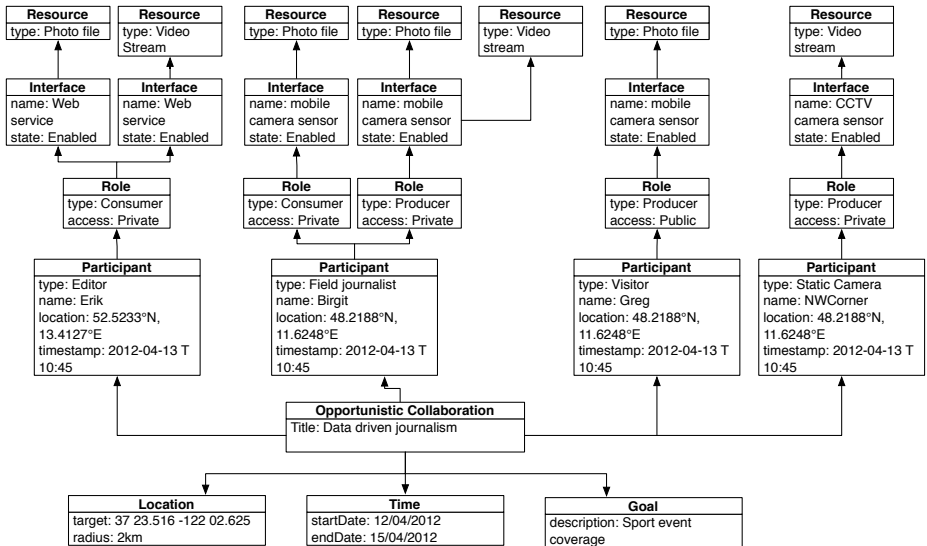 Resource
type: Photo file
Resource
type: Video
Stream
Resource
type: Photo file
Resource
type: Photo file
Resource
type: Video
stream
Resource
type: Photo file
Resource
type: Video
stream
Interface
name: Web
service
state: Enabled
Interface
name: Web
service
state: Enabled
Interface
name: mobile
camera sensor
state: Enabled
Interface
name: mobile
camera sensor
state: Enabled
Interface
name: mobile
camera sensor
state: Enabled
Interface
name: CCTV
camera sensor
state: Enabled
Role
type: Consumer
access: Private
Role
type: Consumer
access: Private
Role
type: Producer
access: Private
Role
type: Producer
access: Public
Role
type: Producer
access: Private
Participant
type: Editor
name: Erik
location: 52.5233°N,
13.4127°E
timestamp: 2012-04-13 T
10:45
Participant
type: Field journalist
name: Birgit
location: 48.2188°N,
11.6248°E
timestamp: 2012-04-13 T
10:45
Participant
type: Visitor
name: Greg
location: 48.2188°N,
11.6248°E
timestamp: 2012-04-13 T
10:45
Participant
type: Static Camera
name: NWCorner
location: 48.2188°N,
11.6248°E
timestamp: 2012-04-13 T
10:45
Opportunistic Collaboration
Title: Data driven journalism
Location
target: 37 23.516 -122 02.625
radius: 2km
Time
startDate: 12/04/2012
endDate: 15/04/2012
Goal
description: Sport event
coverage